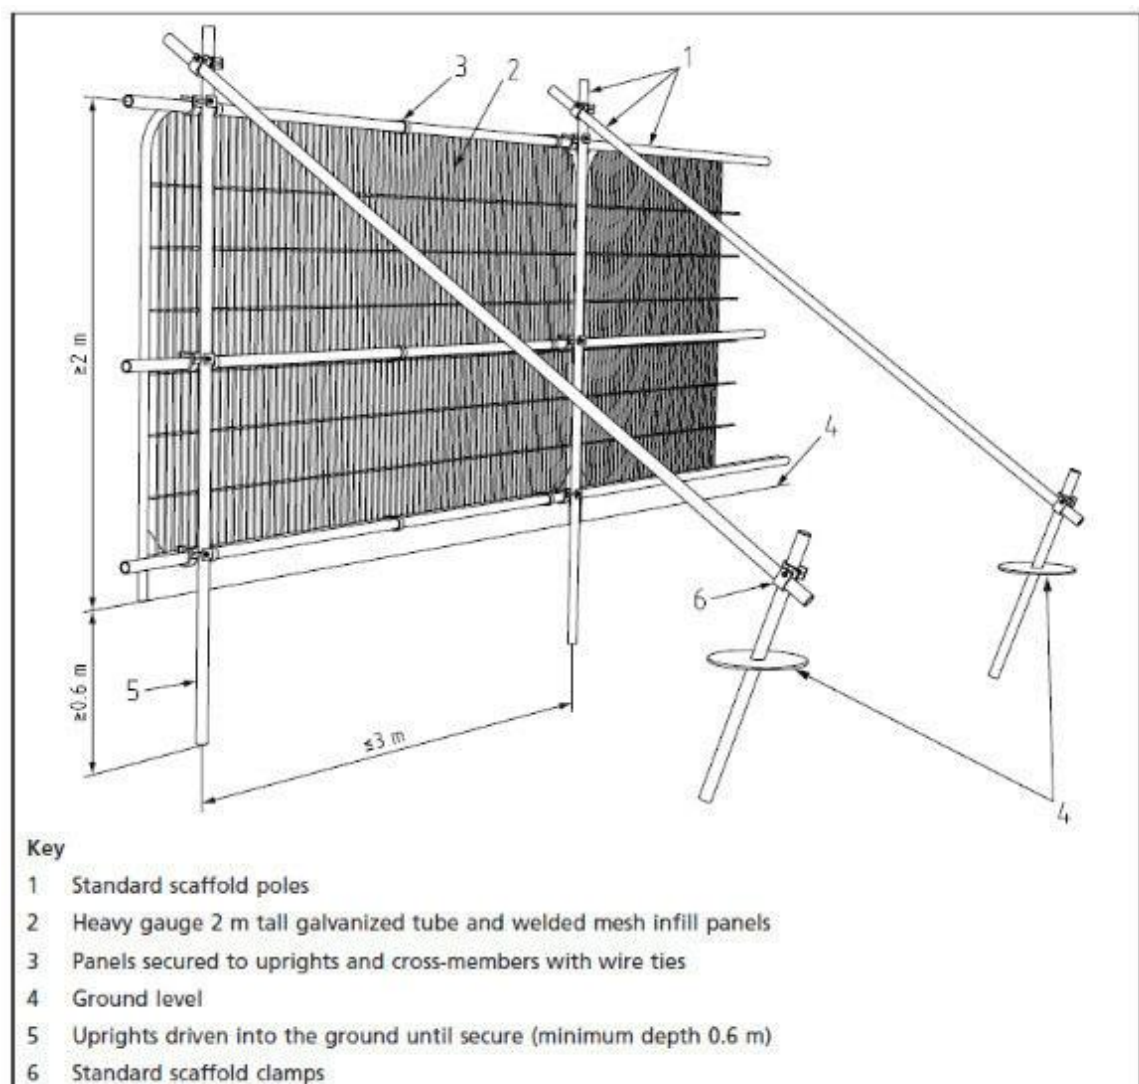 1
3
2
≥2 m
4
6
5
≥0.6 m
≤3 m
4
Key
1 Standard scaffold poles
2 Heavy gauge 2 m tall galvanized tube and welded mesh infill panels
3 Panels secured to uprights and cross-members with wire ties
4 Ground level
5 Uprights driven into the ground until secure (minimum depth 0.6 m)
6 Standard scaffold clamps